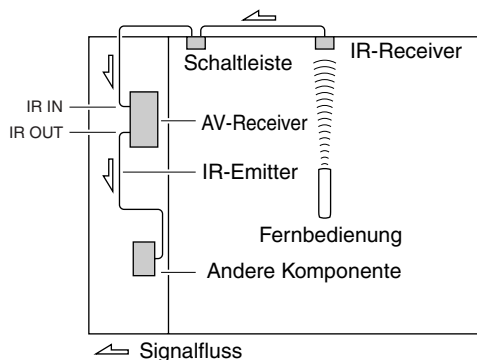 Schaltleiste
IR-Receiver
IR IN
IR OUT
AV-Receiver
IR-Emitter
Fernbedienung
Andere Komponente
Signalfluss